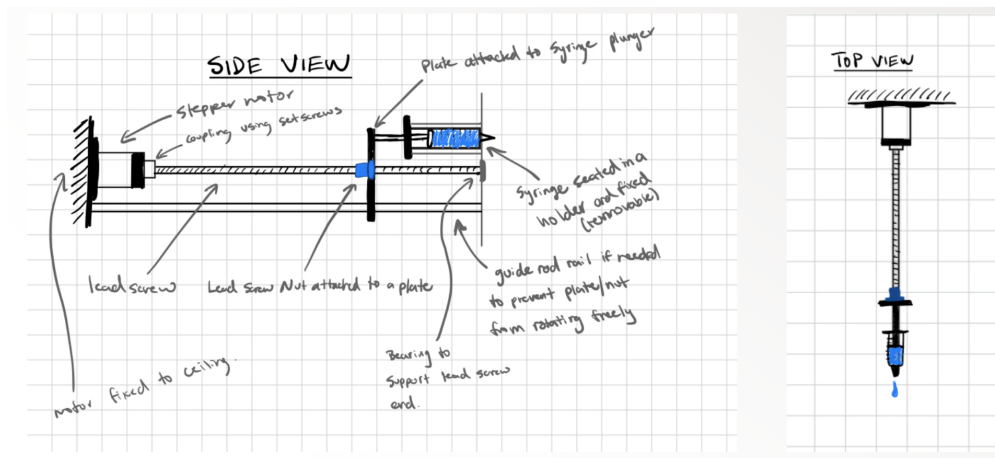 SIDE VIEW
Plate attached to Syringe plunger
Stepper motor
coupling using setscrews
Syringe seated in a
holder and fixed
(removable)
lead screw
Lead Screw Nut attached to a plate
guide rod rail if needed
to prevent plate/nut
from rotating freely
Bearing to
Support lead screw
end.
Motor fixed to ceiling.
TOP VIEW